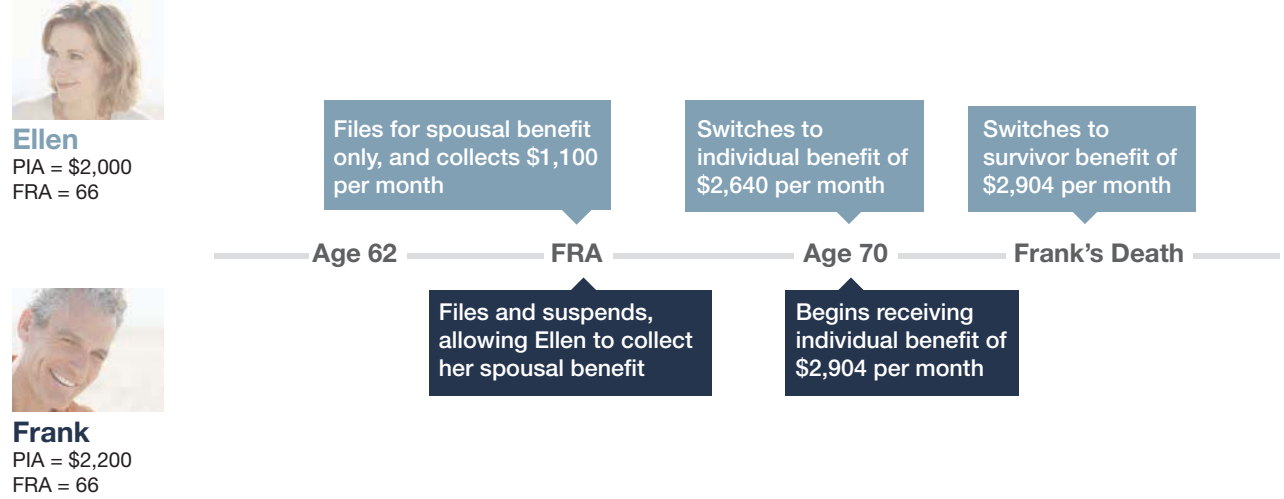 Ellen
PIA = $2,000
FRA = 66
Files for spousal benefit
only, and collects $1,100
per month
Switches to
individual benefit of
$2,640 per month
Switches to
survivor benefit of
$2,904 per month
Age 62
FRA
Age 70
Frank’s Death
Files and suspends,
allowing Ellen to collect
her spousal benefit
Begins receiving
individual benefit of
$2,904 per month
Frank
PIA = $2,200
FRA = 66